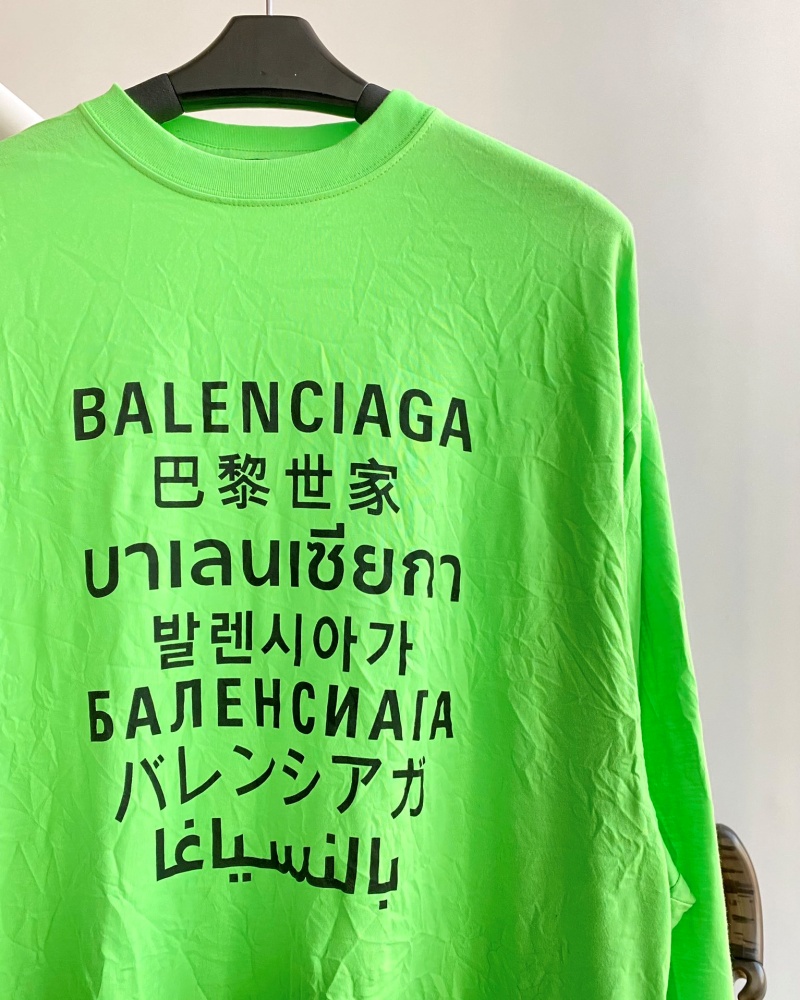 BALENCIAGA
巴黎世家
บาเลนเซียกา
발렌시아가
БАЛЕНСИАГА
バレンシアガ
بالنسياغا